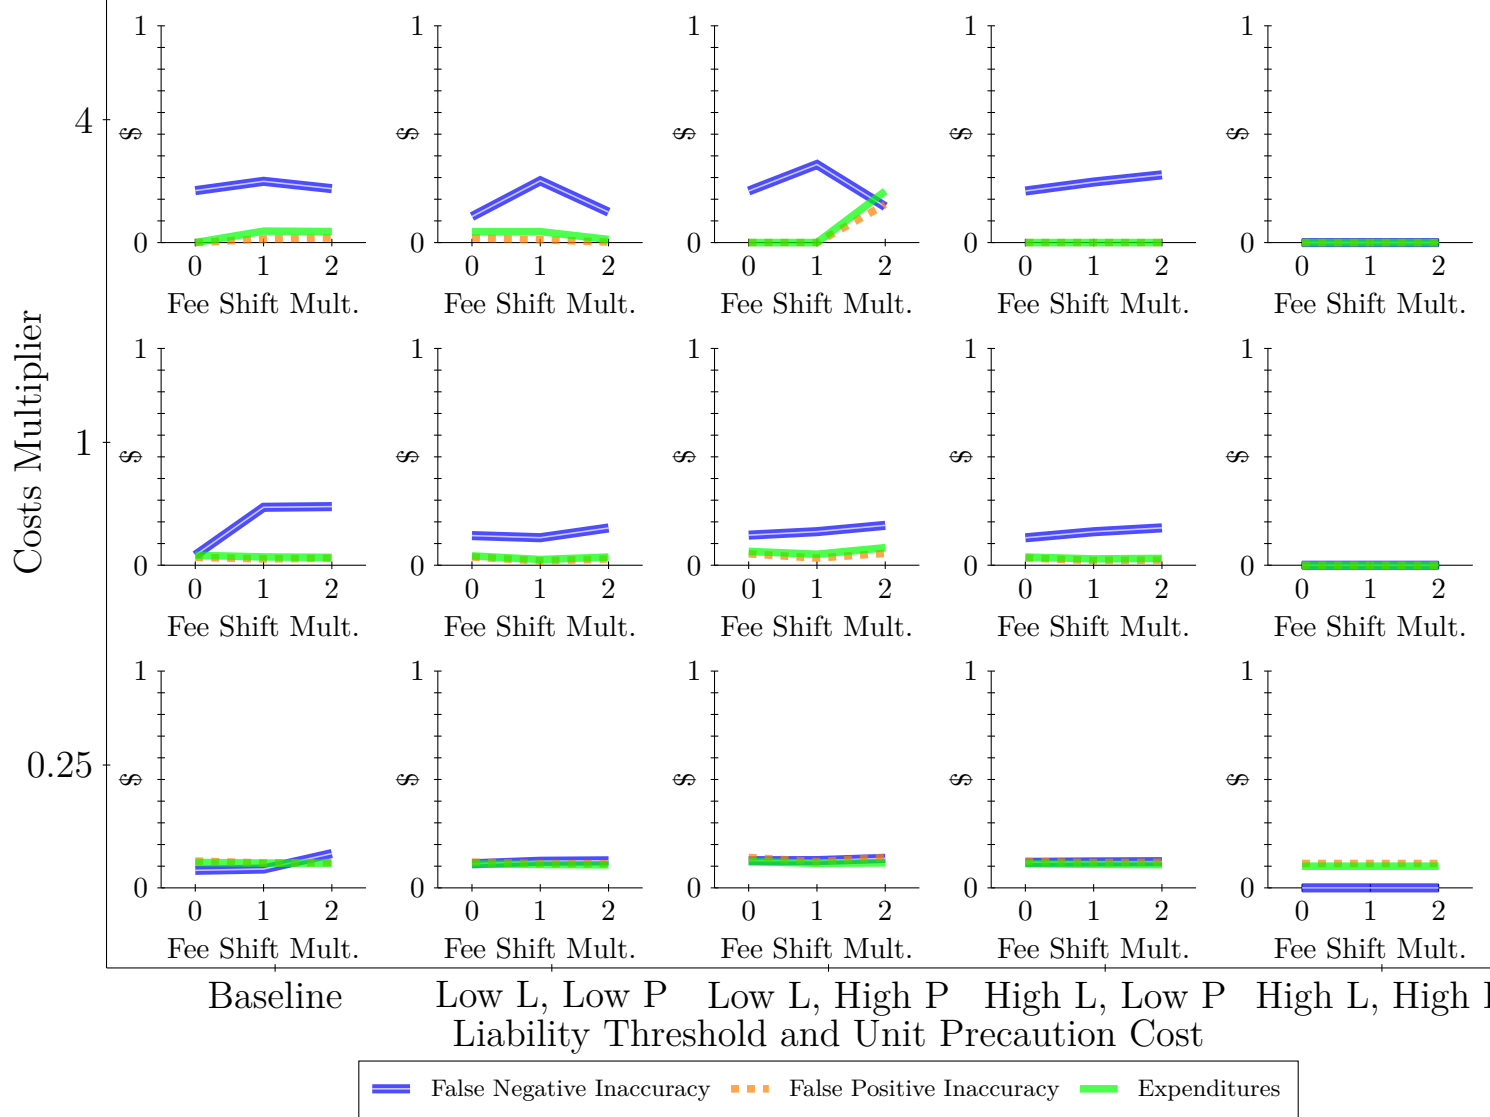 1
1
1
1
1
4
$
$
$
$
$
0
0
0
0
0
0 1 2
0 1 2
0 1 2
0 1 2
0 1 2
Fee Shift Mult.
Fee Shift Mult.
Fee Shift Mult.
Fee Shift Mult.
Fee Shift Mult.
Costs Multiplier
1
1
1
1
1
1
$
$
$
$
$
0
0
0
0
0
0 1 2
0 1 2
0 1 2
0 1 2
0 1 2
Fee Shift Mult.
Fee Shift Mult.
Fee Shift Mult.
Fee Shift Mult.
Fee Shift Mult.
1
1
1
1
1
0.25
$
$
$
$
$
0
0
0
0
0
0 1 2
0 1 2
0 1 2
0 1 2
0 1 2
Fee Shift Mult.
Fee Shift Mult.
Fee Shift Mult.
Fee Shift Mult.
Fee Shift Mult.
Baseline
Low L, Low P
Low L, High P
High L, Low P
High L, High
Liability Threshold and Unit Precaution Cost
False Negative Inaccuracy
False Positive Inaccuracy
Expenditures